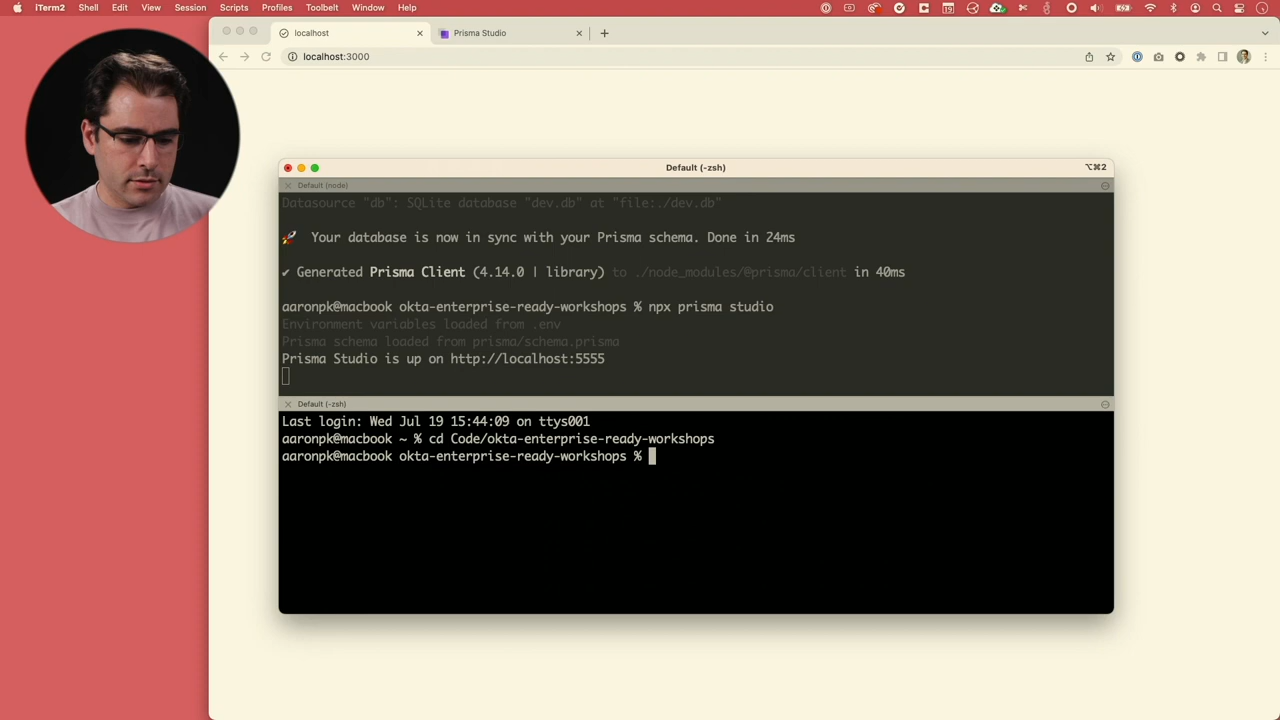 iTerm2 Shell Edit View Session Scripts Profiles Toolbelt Window Help
localhost
Prisma Studio
localhost:3000
Default (-zsh)
⌥⌘2
Default (node)
Datasource "db": SQLite database "dev.db" at "file:./dev.db"
🚀 Your database is now in sync with your Prisma schema. Done in 24ms
✔ Generated Prisma Client (4.14.0 | library) to ./node_modules/@prisma/client in 40ms
aaronpk@macbook okta-enterprise-ready-workshops % npx prisma studio
Environment variables loaded from .env
Prisma schema loaded from prisma/schema.prisma
Prisma Studio is up on http://localhost:5555
Default (-zsh)
Last login: Wed Jul 19 15:44:09 on ttys001
aaronpk@macbook ~ % cd Code/okta-enterprise-ready-workshops
aaronpk@macbook okta-enterprise-ready-workshops %